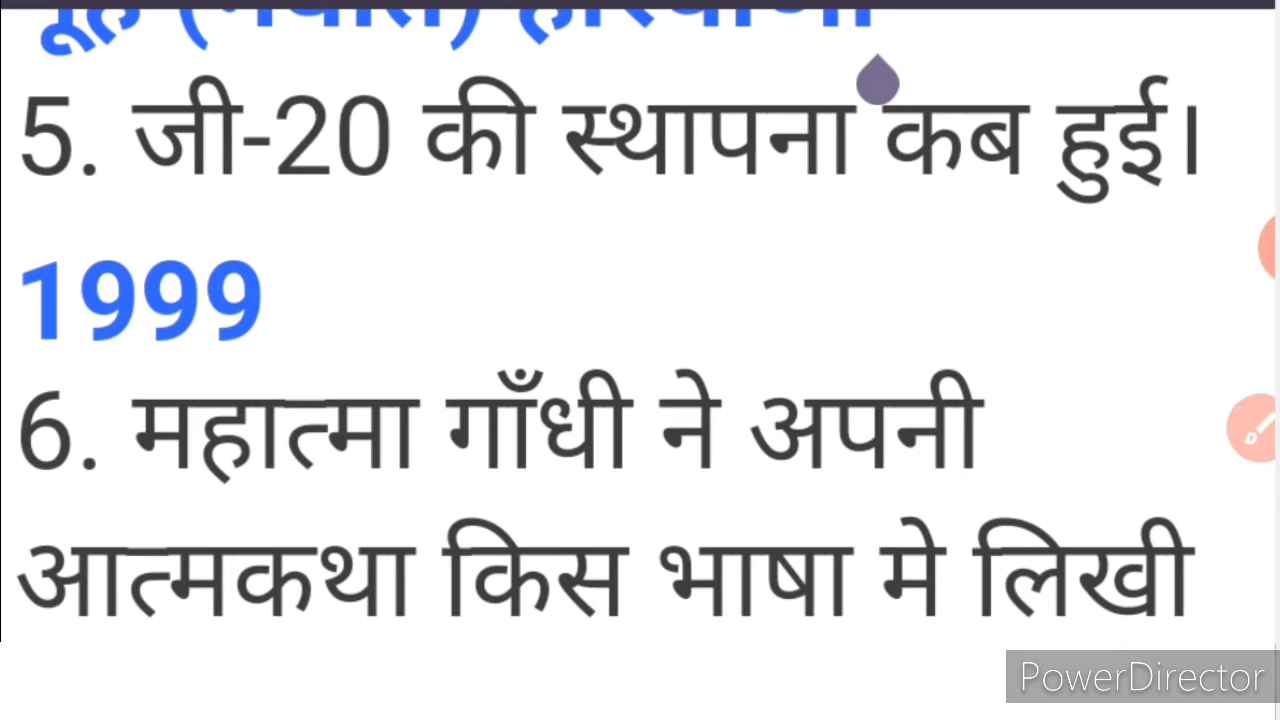 5. जी-20 की स्थापना कब हुई।
1999
6. महात्मा गाँधी ने अपनी
आत्मकथा किस भाषा मे लिखी
PowerDirector